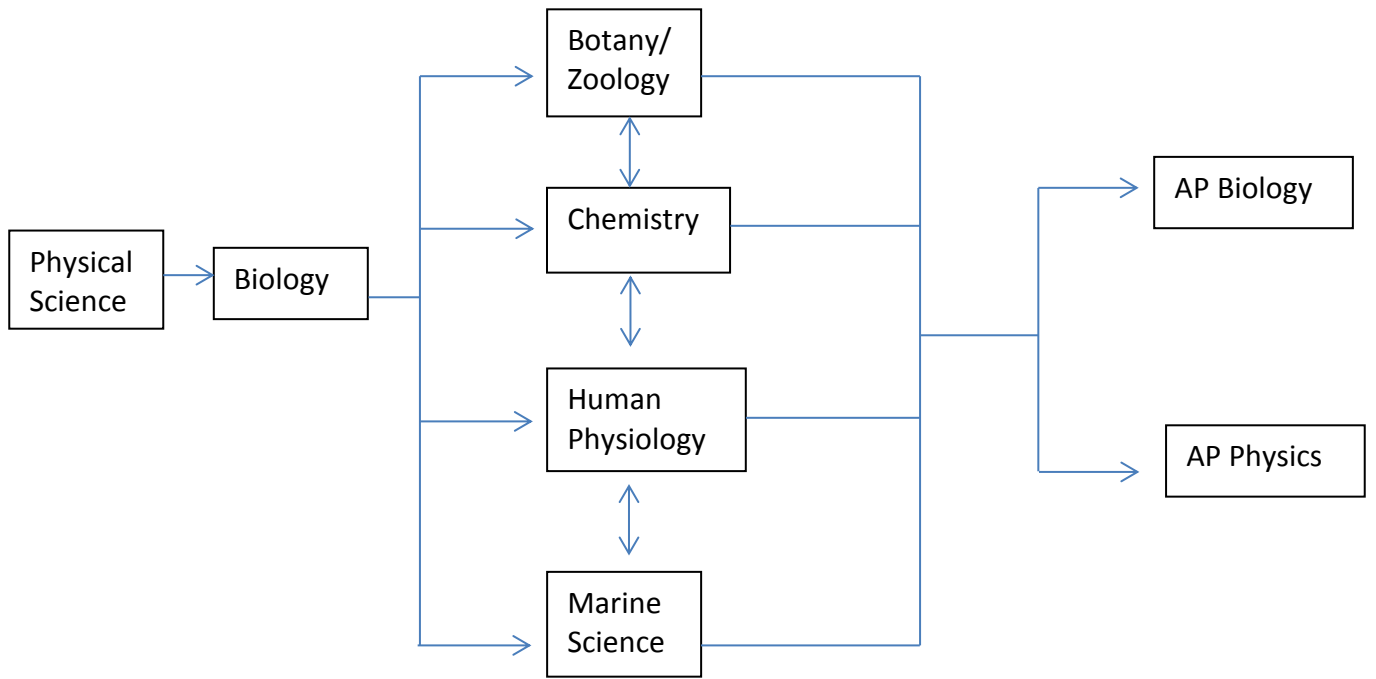 Physical
Science
Biology
Botany/
Zoology
Chemistry
Human
Physiology
Marine
Science
AP Biology
AP Physics